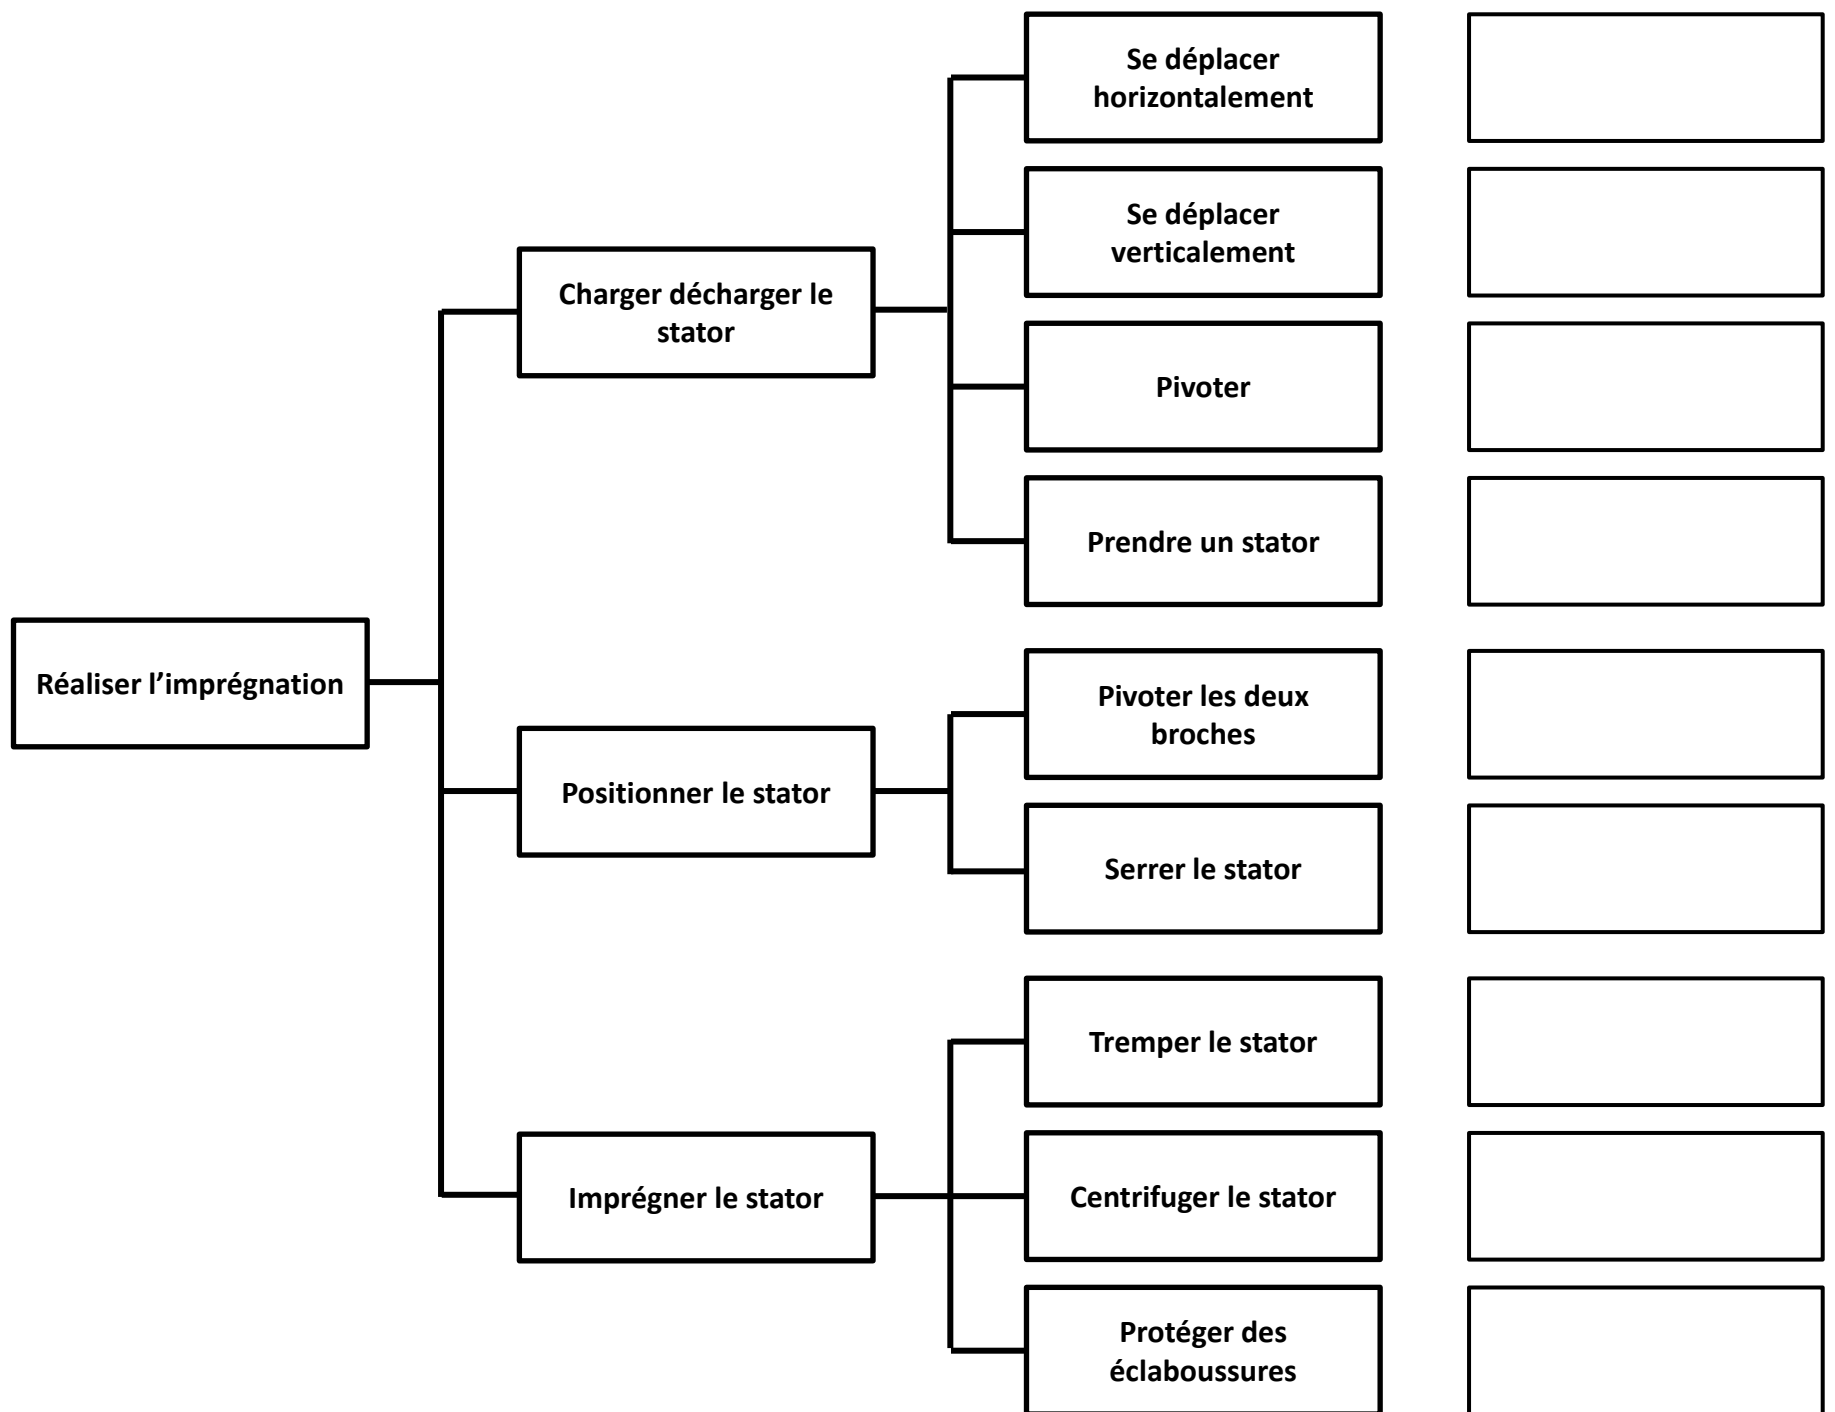 Se déplacer
horizontalement
Se déplacer
verticalement
Charger décharger le
stator
Pivoter
Prendre un stator
Réaliser l’imprégnation
Pivoter les deux
broches
Positionner le stator
Serrer le stator
Tremper le stator
Imprégner le stator
Centrifuger le stator
Protéger des
éclaboussures